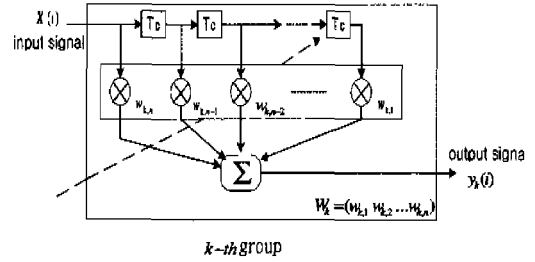 X(i)
input signal
Tc Tc Tc
w_{k,n} w_{k,n-1} w_{k,n-2} w_{k,1}
Σ
output signa
y_k(i)
W_k=(w_{k,1} w_{k,2} ...w_{k,n})
k-th group